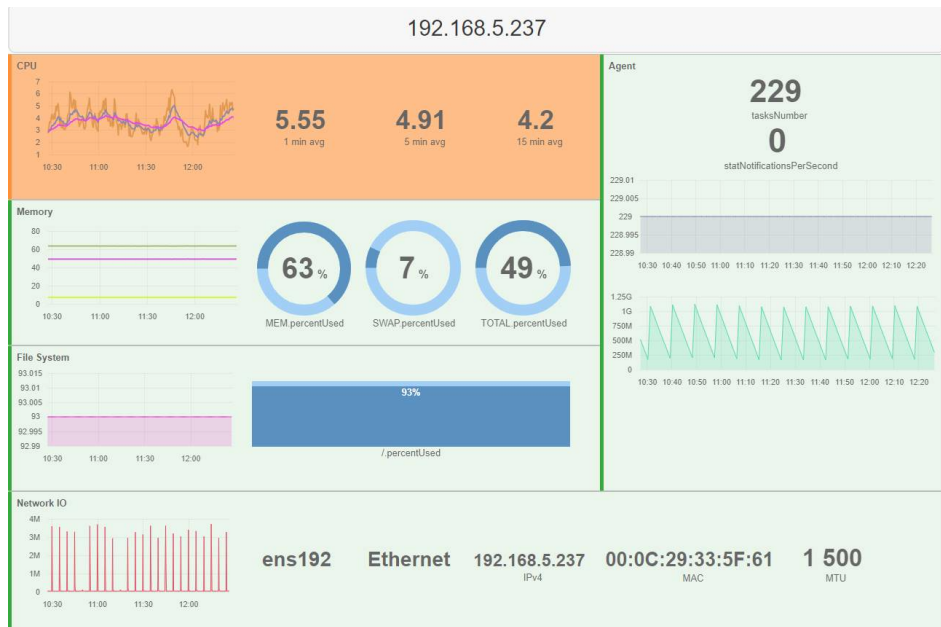 192.168.5.237
CPU
7
6
5
4
3
2
1
10:30 11:00 11:30 12:00
5.55 4.91 4.2
1 min avg 5 min avg 15 min avg
Agent
229
tasksNumber
0
statNotificationsPerSecond
229.01
229.005
229
228.995
228.99
10:30 10:40 10:50 11:00 11:10 11:20 11:30 11:40 11:50 12:00 12:10 12:20
1.25G
1G
750M
500M
250M
0
10:30 10:40 10:50 11:00 11:10 11:20 11:30 11:40 11:50 12:00 12:10 12:20
Memory
80
60
40
20
0
10:30 11:00 11:30 12:00
63 % 7 % 49 %
MEM.percentUsed SWAP.percentUsed TOTAL.percentUsed
File System
93.015
93.01
93.005
93
92.995
92.99
10:30 11:00 11:30 12:00
93%
/.percentUsed
Network IO
4M
3M
2M
1M
0
10:30 11:00 11:30 12:00
ens192 Ethernet 192.168.5.237 00:0C:29:33:5F:61 1 500
IPv4 MAC MTU